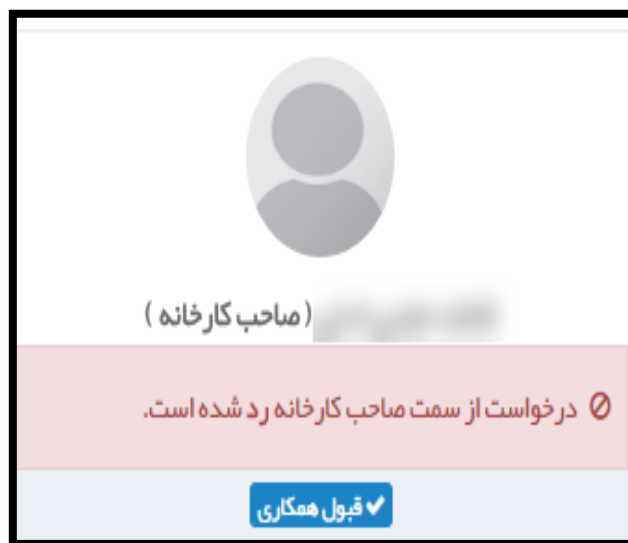 ( صاحب کارخانه )
درخواست از سمت صاحب کارخانه رد شده است.
قبول همکاری